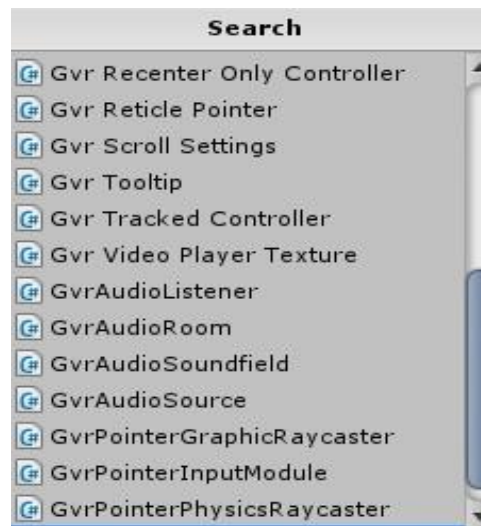 Search
Gvr Recenter Only Controller
Gvr Reticle Pointer
Gvr Scroll Settings
Gvr Tooltip
Gvr Tracked Controller
Gvr Video Player Texture
GvrAudioListener
GvrAudioRoom
GvrAudioSoundfield
GvrAudioSource
GvrPointerGraphicRaycaster
GvrPointerInputModule
GvrPointerPhysicsRaycaster